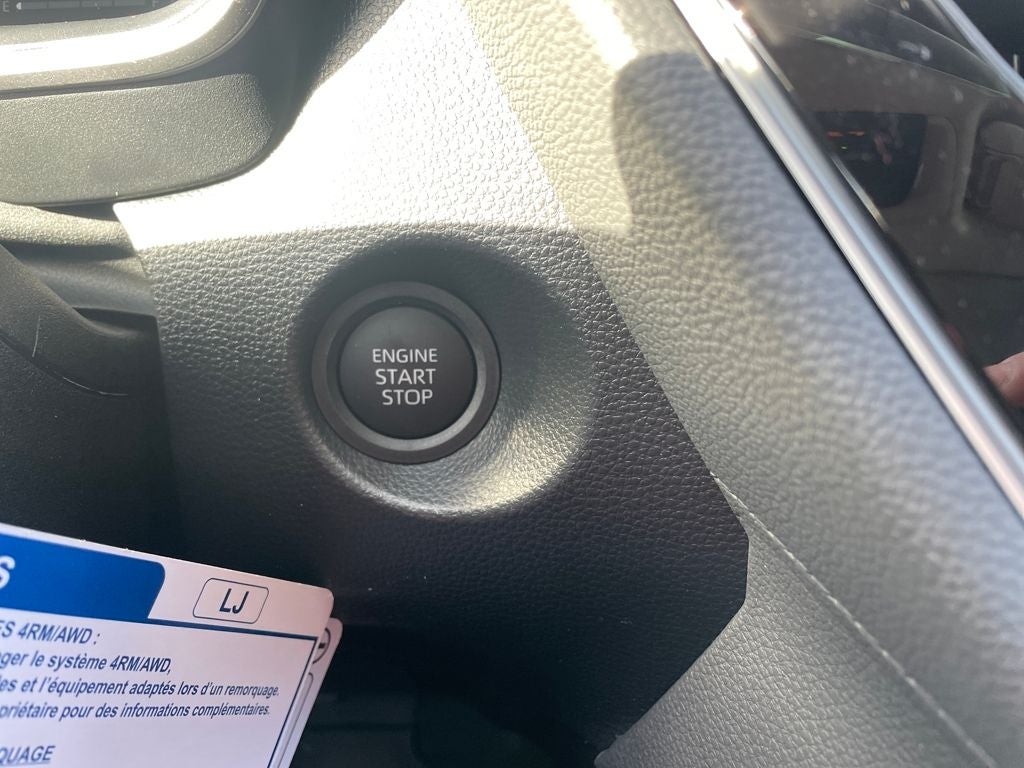 E
ENGINE
START
STOP
S
LJ
ES 4RM/AWD :
ger le système 4RM/AWD,
les et l'équipement adaptés lors d'un remorquage.
priétaire pour des informations complémentaires.
QUAGE